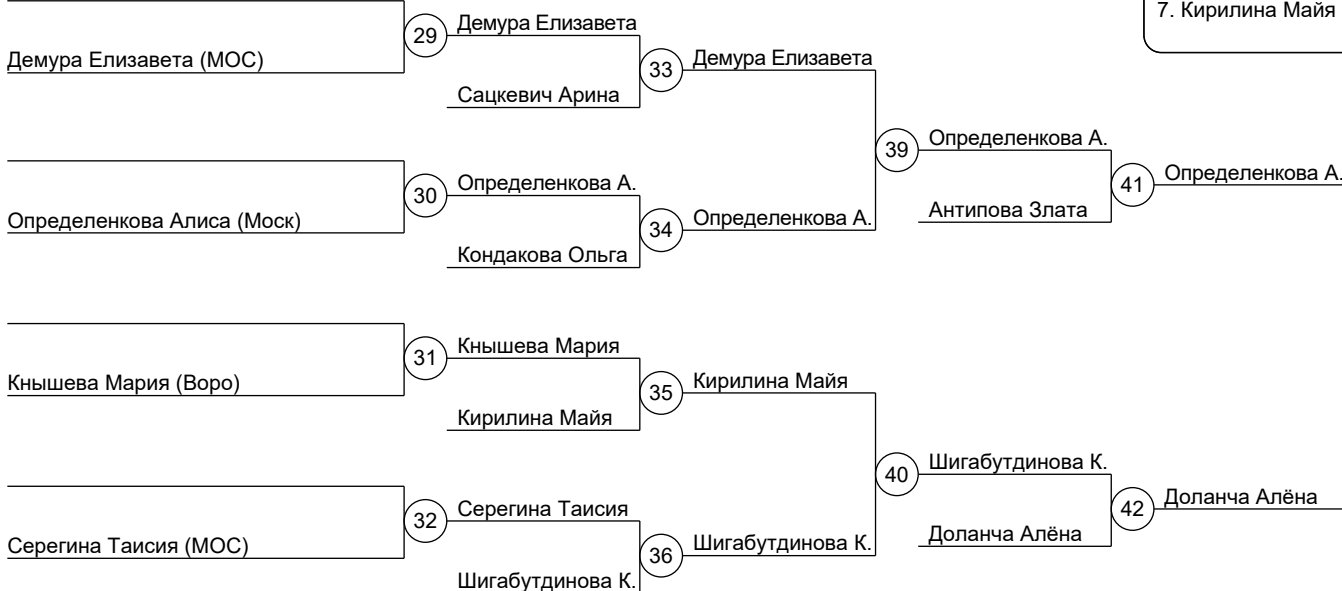 7. Кирилина Майя
29
Демура Елизавета
Демура Елизавета (МОС)
33
Демура Елизавета
Сацкевич Арина
39
Определенкова А.
30
Определенкова А.
Определенкова Алиса (Моск)
34
Определенкова А.
Кондакова Ольга
Антипова Злата
41
Определенкова А.
31
Кнышева Мария
Кнышева Мария (Воро)
35
Кирилина Майя
Кирилина Майя
40
Шигабутдинова К.
32
Серегина Таисия
Серегина Таисия (МОС)
36
Шигабутдинова К.
Шигабутдинова К.
Доланча Алёна
42
Доланча Алёна